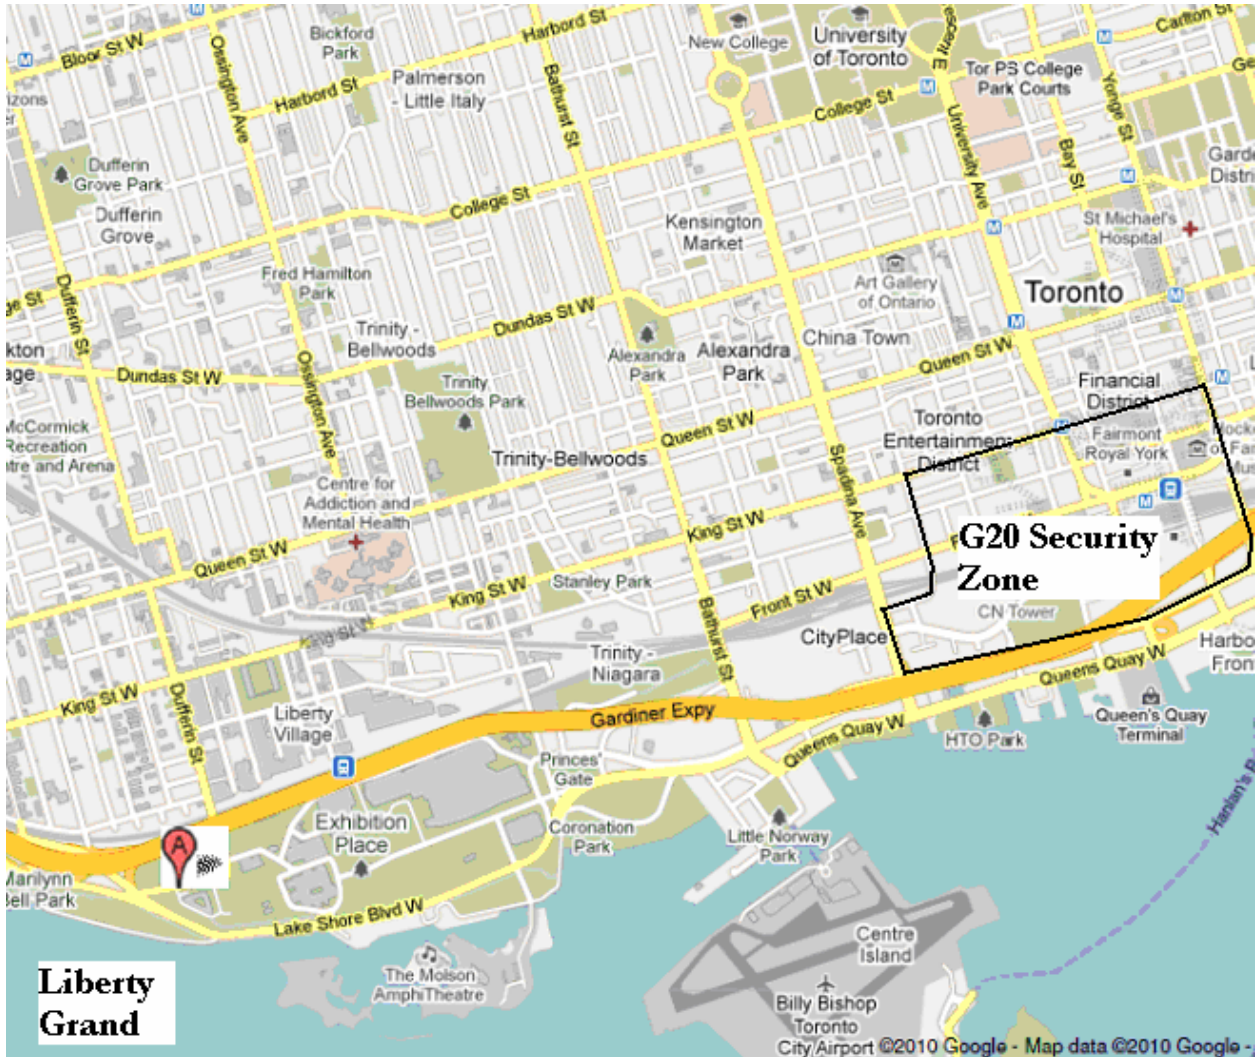 Bloor St W
Ossington Ave
Bickford
Park
Harbord St
Harbord St
Palmerson
- Little Italy
Bathurst St
New College
University
of Toronto
Tor PS College
Park Courts
Carlton St
Yonge St
College St
University Ave
Bay St
Dufferin
Grove Park
Dufferin
Grove
College St
Kensington
Market
St Michael's
Hospital
Fred Hamilton
Park
Dufferin St
Art Gallery
of Ontario
Toronto
Trinity -
Bellwoods
Dundas St W
Alexandra
Park
Alexandra
Park
China Town
Queen St W
Dundas St W
Ossington Ave
Trinity
Bellwoods Park
Financial
District
McCormick
Recreation
Centre and Arena
Trinity-Bellwoods
Queen St W
Toronto
Entertainment
District
Fairmont
Royal York
Spadina Ave
Centre for
Addiction and
Mental Health
King St W
Queen St W
G20 Security
Zone
King St W
Stanley Park
Front St W
CN Tower
CityPlace
King St W
Bathurst St
Trinity -
Niagara
King St W
Dufferin St
Liberty
Village
Gardiner Expy
Queens Quay W
Queens Quay W
HTO Park
Queen's Quay
Terminal
Princes'
Gate
Exhibition
Place
Coronation
Park
Little Norway
Park
A
Marilynn
Bell Park
Lake Shore Blvd W
The Molson
AmphiTheatre
Centre
Island
Liberty
Grand
Billy Bishop
Toronto
City Airport
©2010 Google - Map data ©2010 Google -